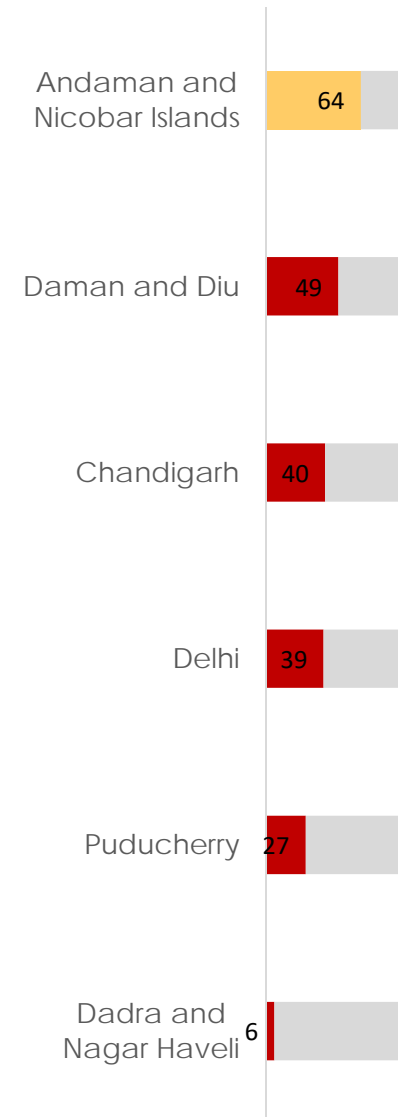 Andaman and
Nicobar Islands
64
Daman and Diu
49
Chandigarh
40
Delhi
39
Puducherry
27
Dadra and
Nagar Haveli
6